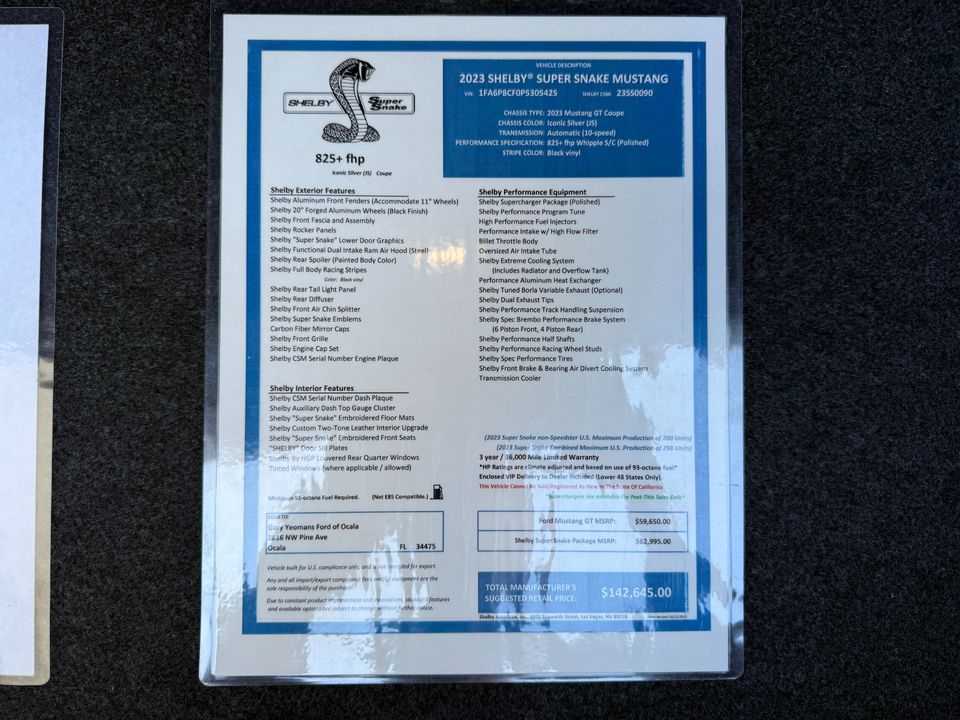 SHELBY
Super Snake
825+ fhp
Iconic Silver (JS) Coupe
VEHICLE DESCRIPTION
2023 SHELBY® SUPER SNAKE MUSTANG
VIN: 1FA6P8CF0P5305425 SHELBY CSM: 23SS0090
CHASSIS TYPE: 2023 Mustang GT Coupe
CHASSIS COLOR: Iconic Silver (JS)
TRANSMISSION: Automatic (10-speed)
PERFORMANCE SPECIFICATION: 825+ fhp Whipple S/C (Polished)
STRIPE COLOR: Black vinyl
Shelby Exterior Features
Shelby Aluminum Front Fenders (Accommodate 11" Wheels)
Shelby 20" Forged Aluminum Wheels (Black Finish)
Shelby Front Fascia and Assembly
Shelby Rocker Panels
Shelby "Super Snake" Lower Door Graphics
Shelby Functional Dual Intake Ram Air Hood (Steel)
Shelby Rear Spoiler (Painted Body Color)
Shelby Full Body Racing Stripes
Color: Black vinyl
Shelby Rear Tail Light Panel
Shelby Rear Diffuser
Shelby Front Air Chin Splitter
Shelby Super Snake Emblems
Carbon Fiber Mirror Caps
Shelby Front Grille
Shelby Engine Cap Set
Shelby CSM Serial Number Engine Plaque
Shelby Interior Features
Shelby CSM Serial Number Dash Plaque
Shelby Auxiliary Dash Top Gauge Cluster
Shelby "Super Snake" Embroidered Floor Mats
Shelby Custom Two-Tone Leather Interior Upgrade
Shelby "Super Snake" Embroidered Front Seats
"SHELBY" Door Sill Plates
Shelby By HGP Louvered Rear Quarter Windows
Tinted Windows (where applicable / allowed)
Minimum 91-octane Fuel Required. (Not E85 Compatible.)
SOLD TO:
Gary Yeomans Ford of Ocala
2816 NW Pine Ave
Ocala FL 34475
Vehicle built for U.S. compliance only, and is not intended for export.
Any and all import/export compliance fees and/or equipment are the
sole responsibility of the purchaser.
Due to constant product improvement and innovations, standard features
and available options are subject to change without further notice.
Shelby Performance Equipment
Shelby Supercharger Package (Polished)
Shelby Performance Program Tune
High Performance Fuel Injectors
Performance Intake w/ High Flow Filter
Billet Throttle Body
Oversized Air Intake Tube
Shelby Extreme Cooling System
(Includes Radiator and Overflow Tank)
Performance Aluminum Heat Exchanger
Shelby Tuned Borla Variable Exhaust (Optional)
Shelby Dual Exhaust Tips
Shelby Performance Track Handling Suspension
Shelby Spec Brembo Performance Brake System
(6 Piston Front, 4 Piston Rear)
Shelby Performance Half Shafts
Shelby Performance Racing Wheel Studs
Shelby Spec Performance Tires
Shelby Front Brake & Bearing Air Divert Cooling System
Transmission Cooler
(2023 Super Snake non-Speedster U.S. Maximum Production of 200 Units)
(2023 Super Snake Combined Maximum U.S. Production of 298 Units)
3 year / 36,000 Mile Limited Warranty
*HP Ratings are climate adjusted and based on use of 93-octane fuel*
Enclosed VIP Delivery to Dealer Included (Lower 48 States Only).
This Vehicle Cannot Be Sold/Registered As New In The State Of California
*Superchargers Are Available For Post-Title Sales Only*
Ford Mustang GT MSRP: $59,650.00
Shelby Super Snake Package MSRP: $82,995.00
TOTAL MANUFACTURER'S
SUGGESTED RETAIL PRICE: $142,645.00
Shelby American, Inc., Street, Las Vegas, NV 89118